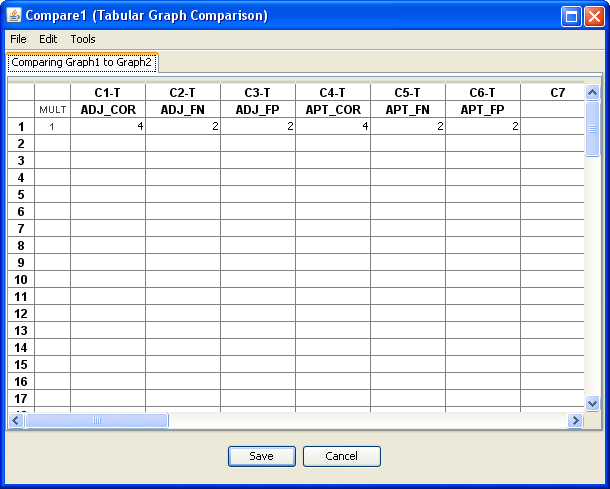 Compare1 (Tabular Graph Comparison)
File Edit Tools
Comparing Graph1 to Graph2
C1-T C2-T C3-T C4-T C5-T C6-T C7
MULT ADJ_COR ADJ_FN ADJ_FP APT_COR APT_FN APT_FP
1 1 4 2 2 4 2 2
2
3
4
5
6
7
8
9
10
11
12
13
14
15
16
17
Save Cancel